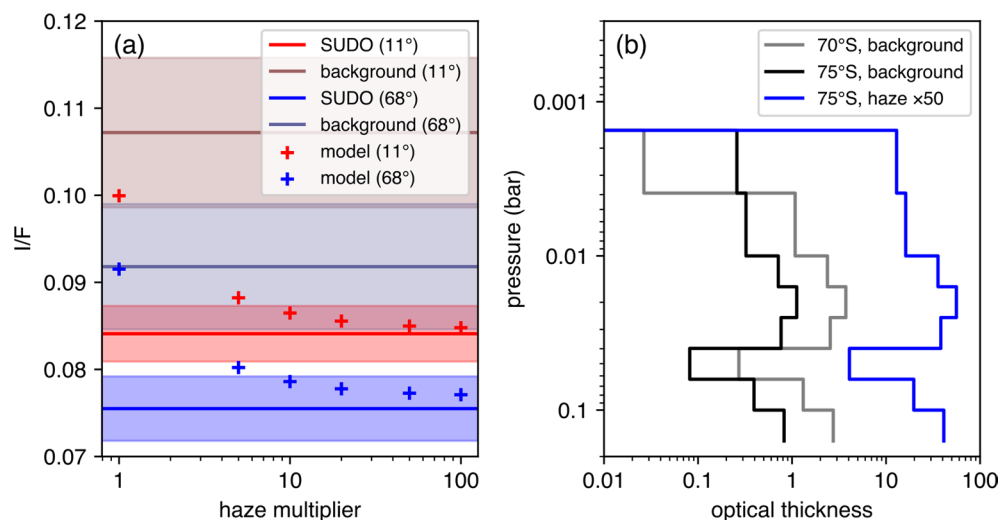 (a)
SUDO (11°)
background (11°)
SUDO (68°)
background (68°)
model (11°)
model (68°)
0.12
0.11
0.10
0.09
0.08
0.07
I/F
1
10
100
haze multiplier
(b)
70°S, background
75°S, background
75°S, haze ×50
0.001
0.01
0.1
pressure (bar)
0.01
0.1
1
10
100
optical thickness